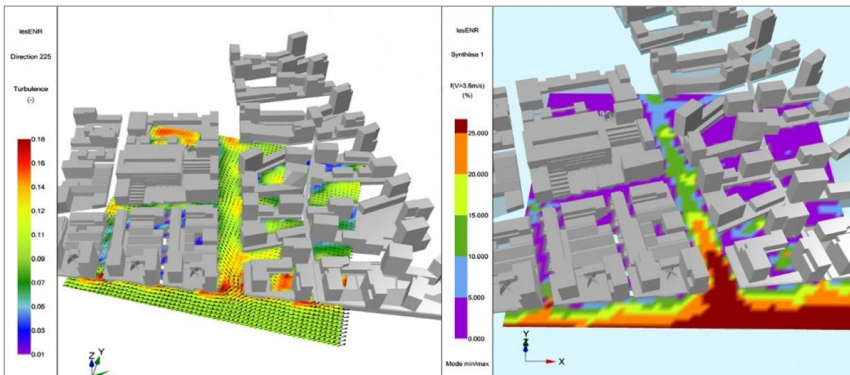 lesENR
Direction 225
Turbulence
(-)
0.18
0.16
0.14
0.12
0.11
0.09
0.07
0.05
0.03
0.01
Z
Y
lesENR
Synthèse 1
f(V>3.6m/s)
(%)
25.000
20.000
15.000
10.000
5.000
0.000
Mode min/max
Y
Z
X